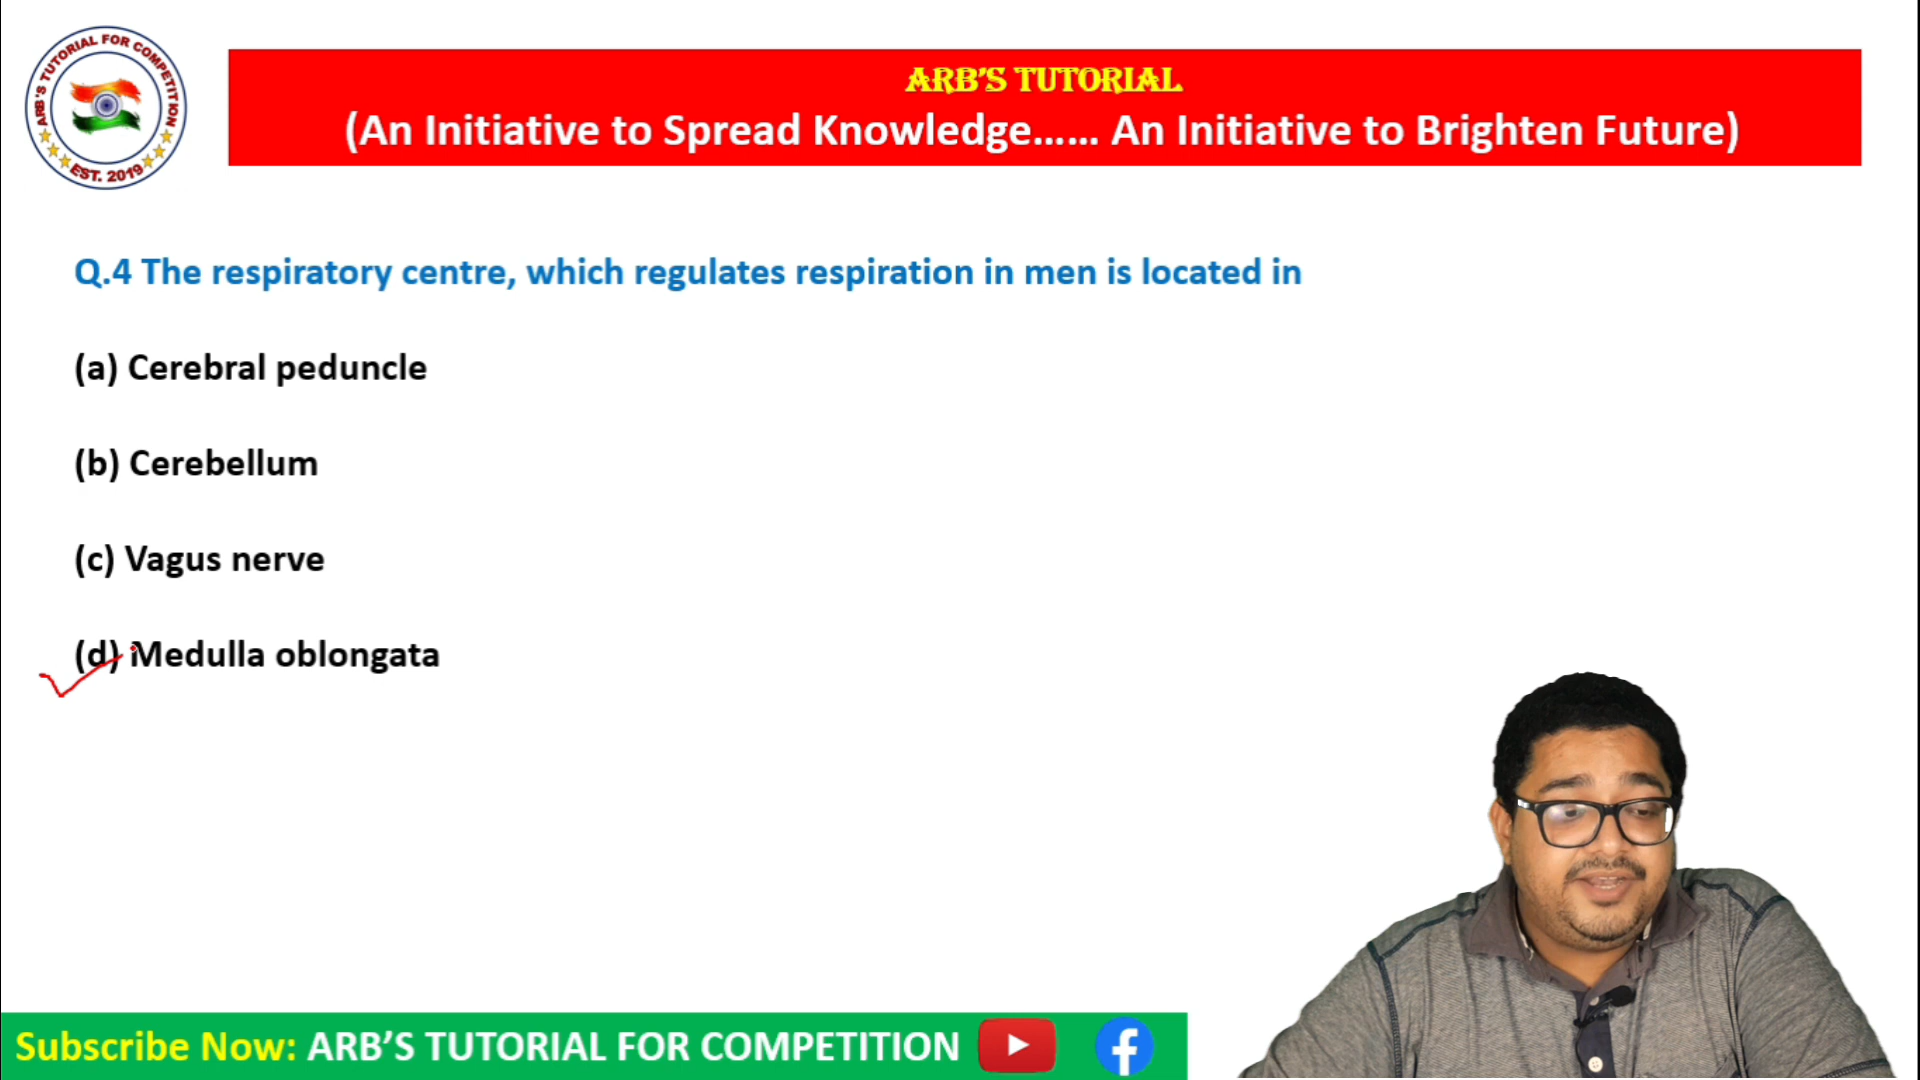 ARB'S TUTORIAL FOR COMPETITION
EST. 2019
ARB'S TUTORIAL
(An Initiative to Spread Knowledge...... An Initiative to Brighten Future)
Q.4 The respiratory centre, which regulates respiration in men is located in
(a) Cerebral peduncle
(b) Cerebellum
(c) Vagus nerve
(d) Medulla oblongata
Subscribe Now: ARB'S TUTORIAL FOR COMPETITION